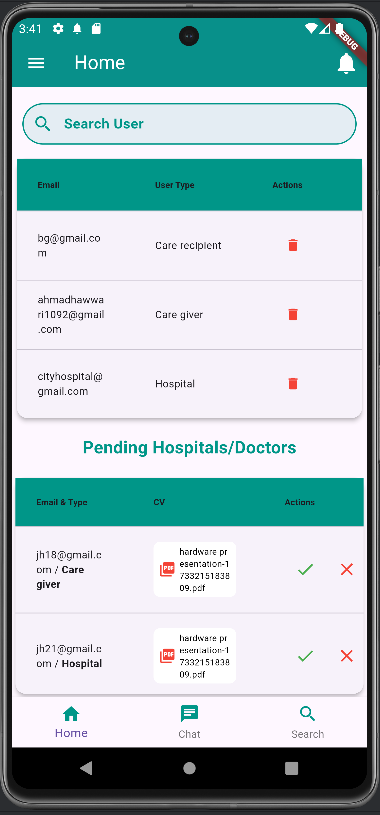 3:41
DEBUG
Home
Search User
Email User Type Actions
bg@gmail.co
m
Care recipient
ahmadhawwa
ri1092@gmail
.com
Care giver
cityhospital@
gmail.com
Hospital
Pending Hospitals/Doctors
Email & Type CV Actions
jh18@gmail.c
om / Care
giver
PDF
hardware pr
esentation-1
7332151838
09.pdf
jh21@gmail.c
om / Hospital
PDF
hardware pr
esentation-1
7332151838
09.pdf
Home Chat Search